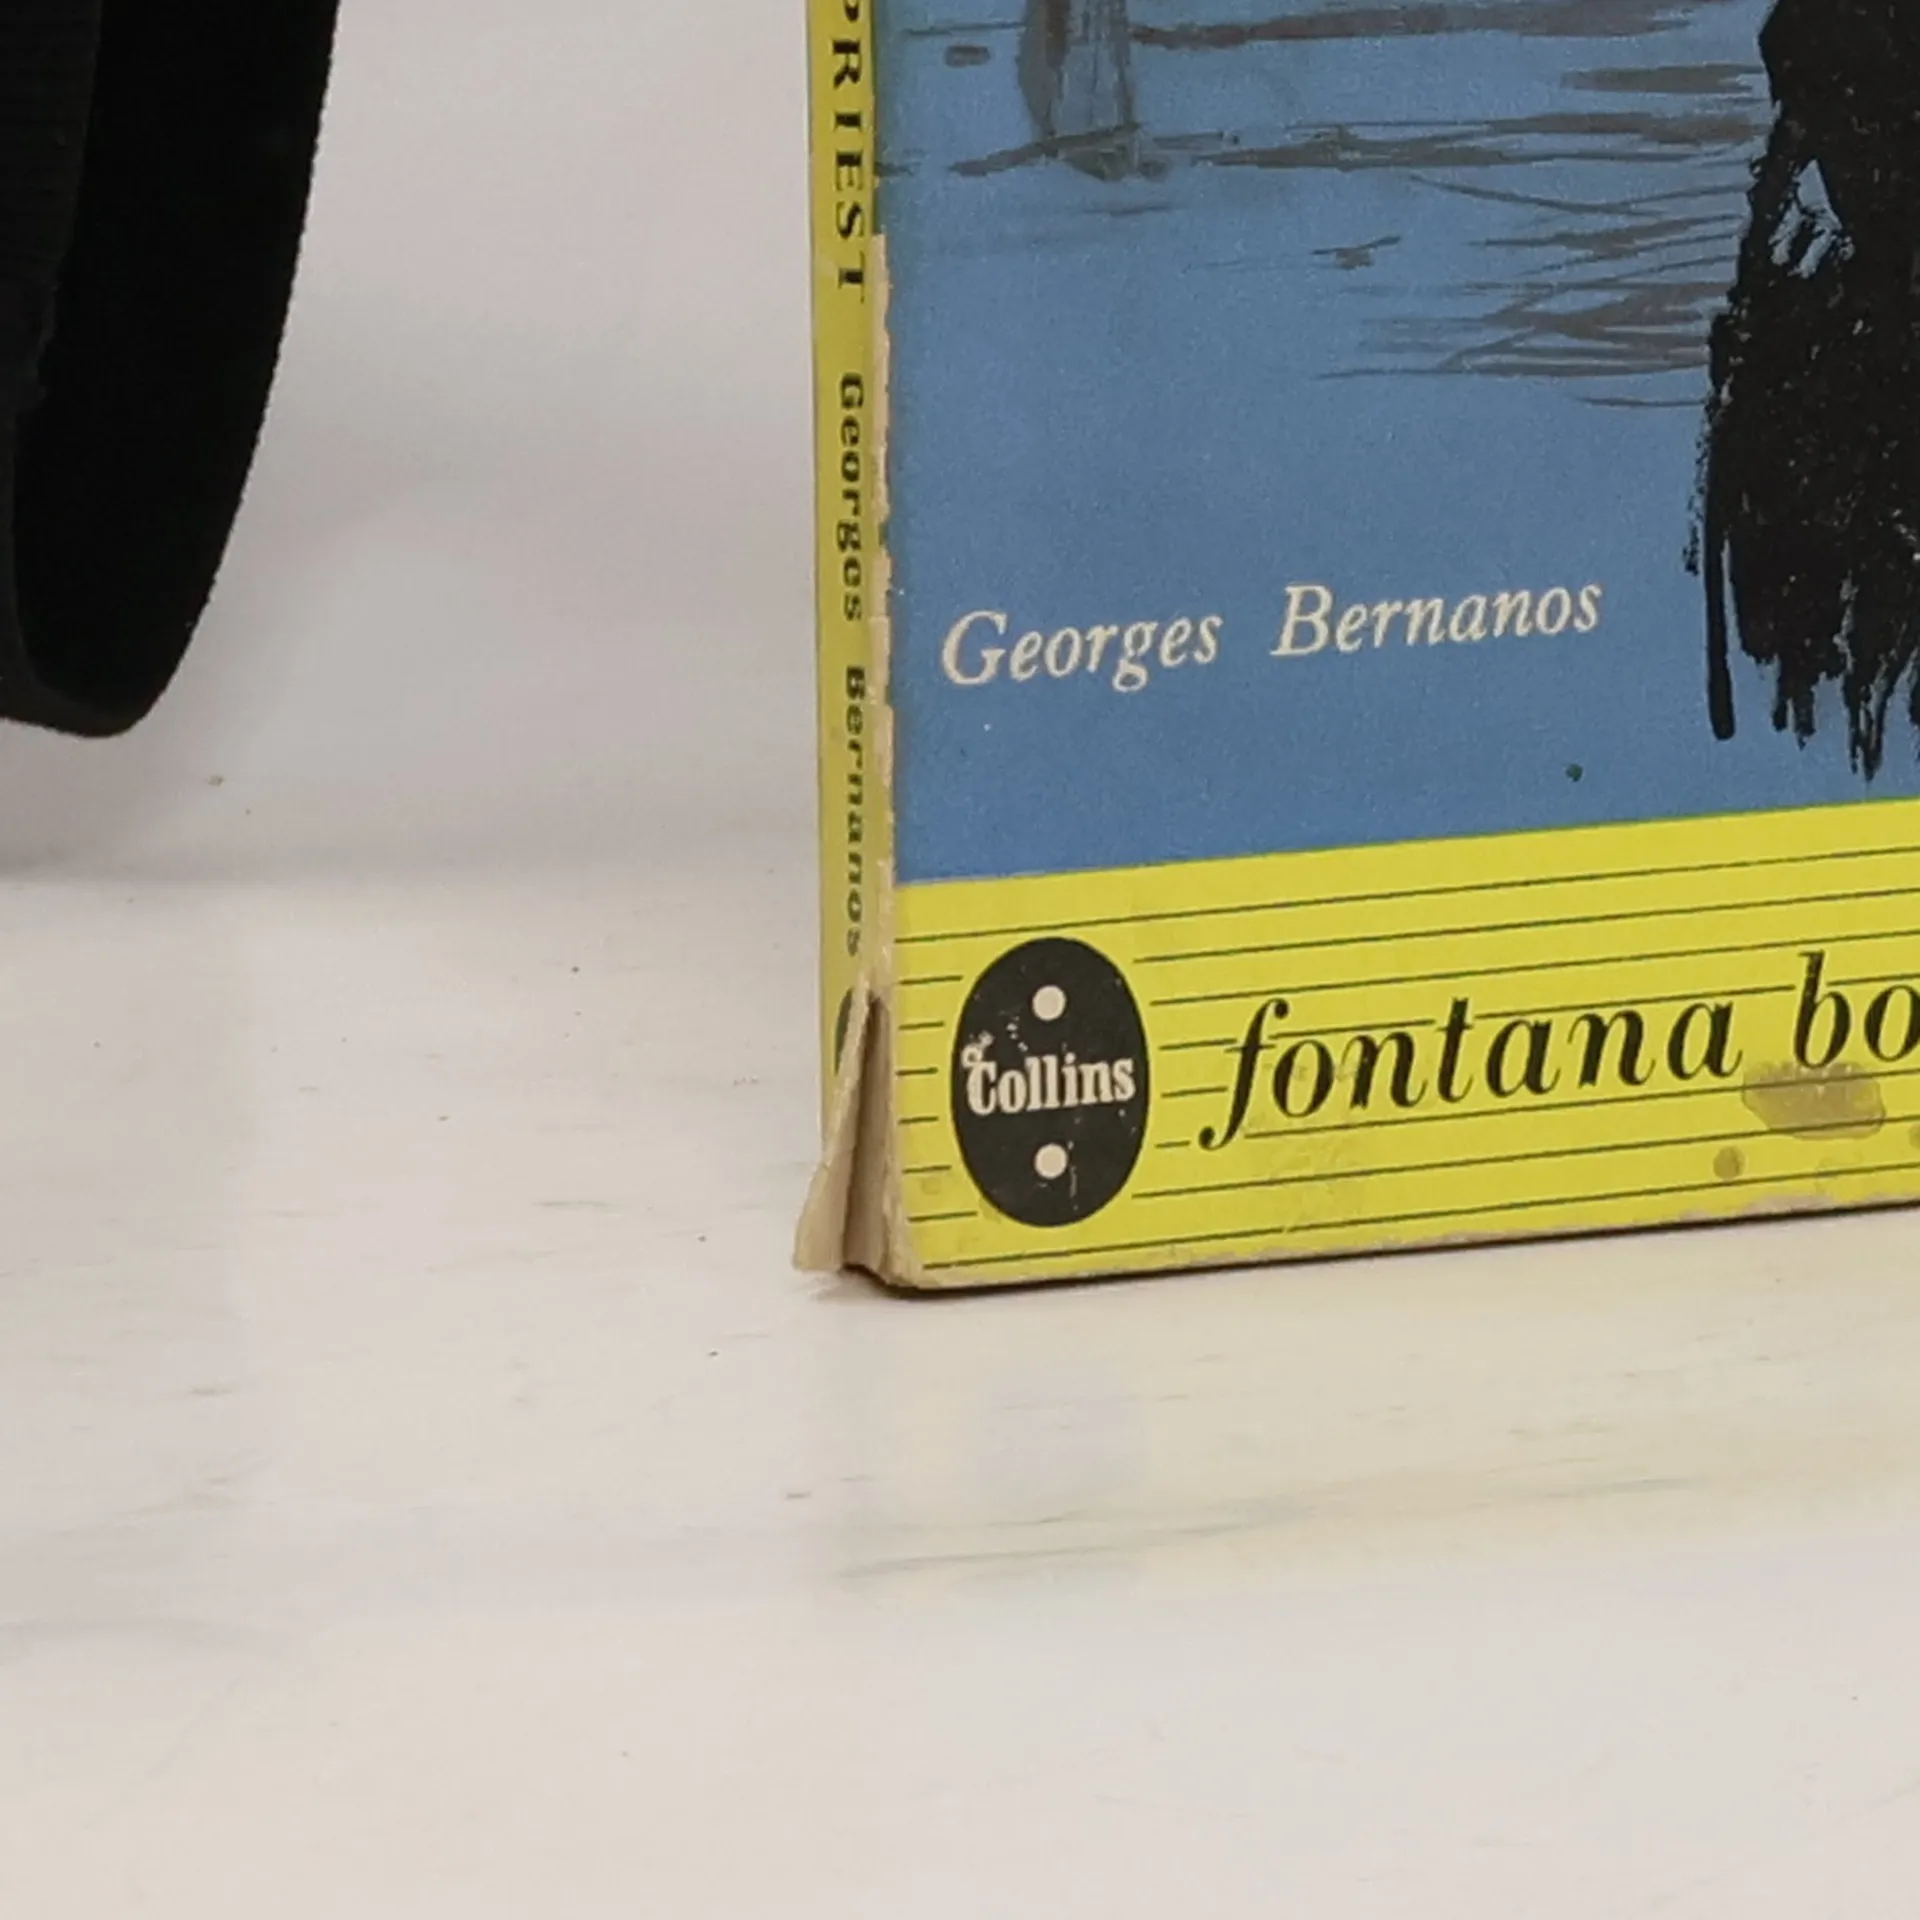 PRIEST Georges Bernanos
Georges Bernanos
Collins
fontana bo